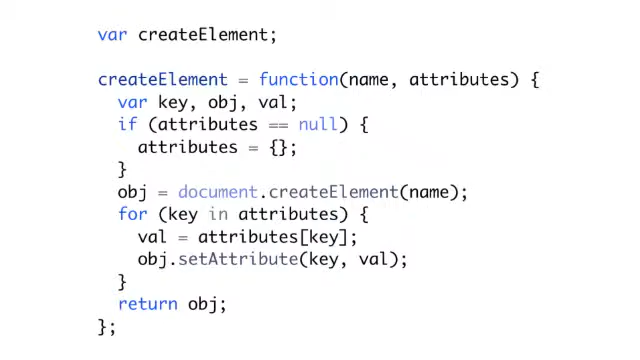 var createElement;
createElement = function(name, attributes) {
  var key, obj, val;
  if (attributes == null) {
    attributes = {};
  }
  obj = document.createElement(name);
  for (key in attributes) {
    val = attributes[key];
    obj.setAttribute(key, val);
  }
  return obj;
};